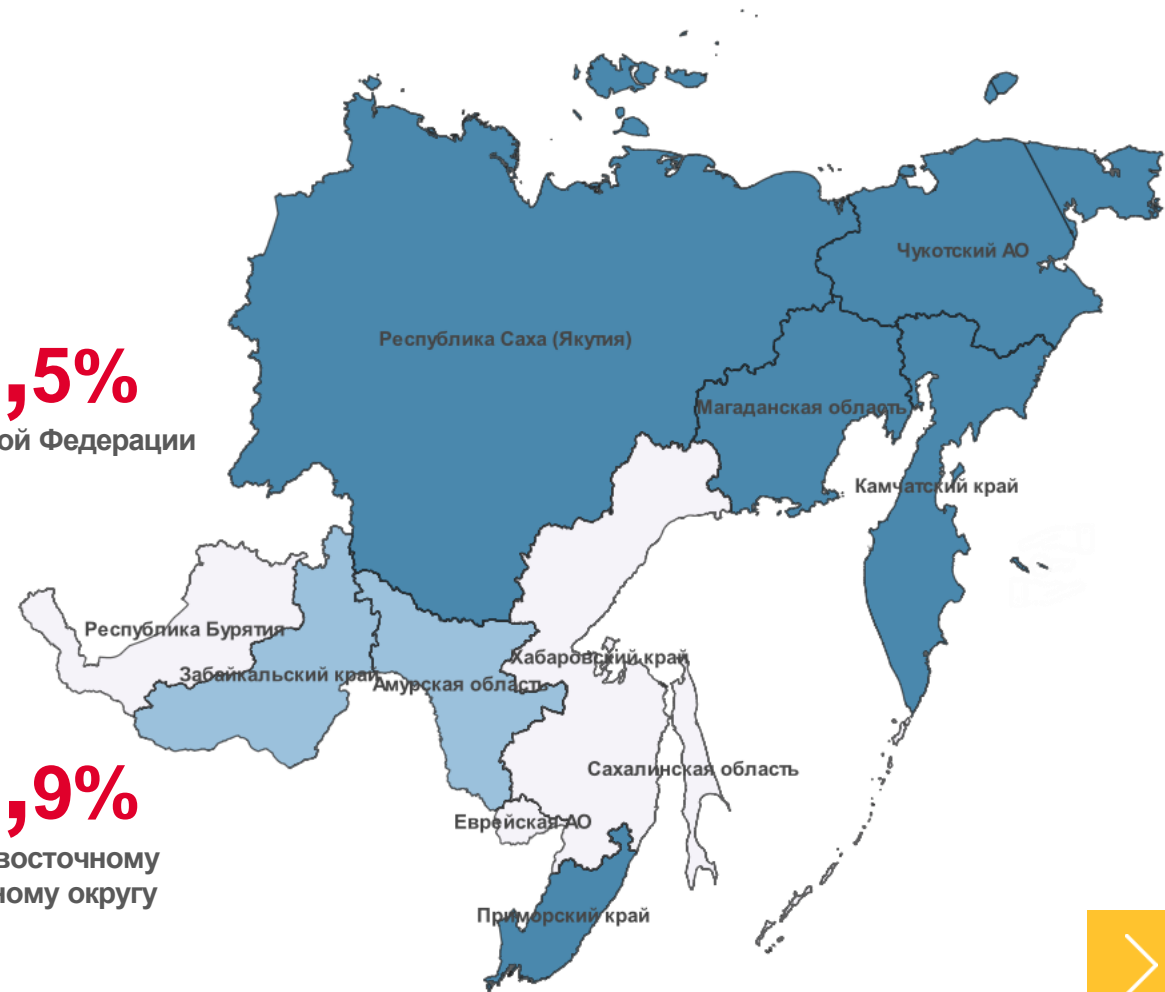 Чукотский АО
Республика Саха (Якутия)
,5%
Магаданская область
ой Федерации
Камчатский край
Республика Бурятия
Хабаровский край
Забайкальский край
Амурская область
Сахалинская область
,9%
Еврейская АО
восточному
ному округу
Приморский край